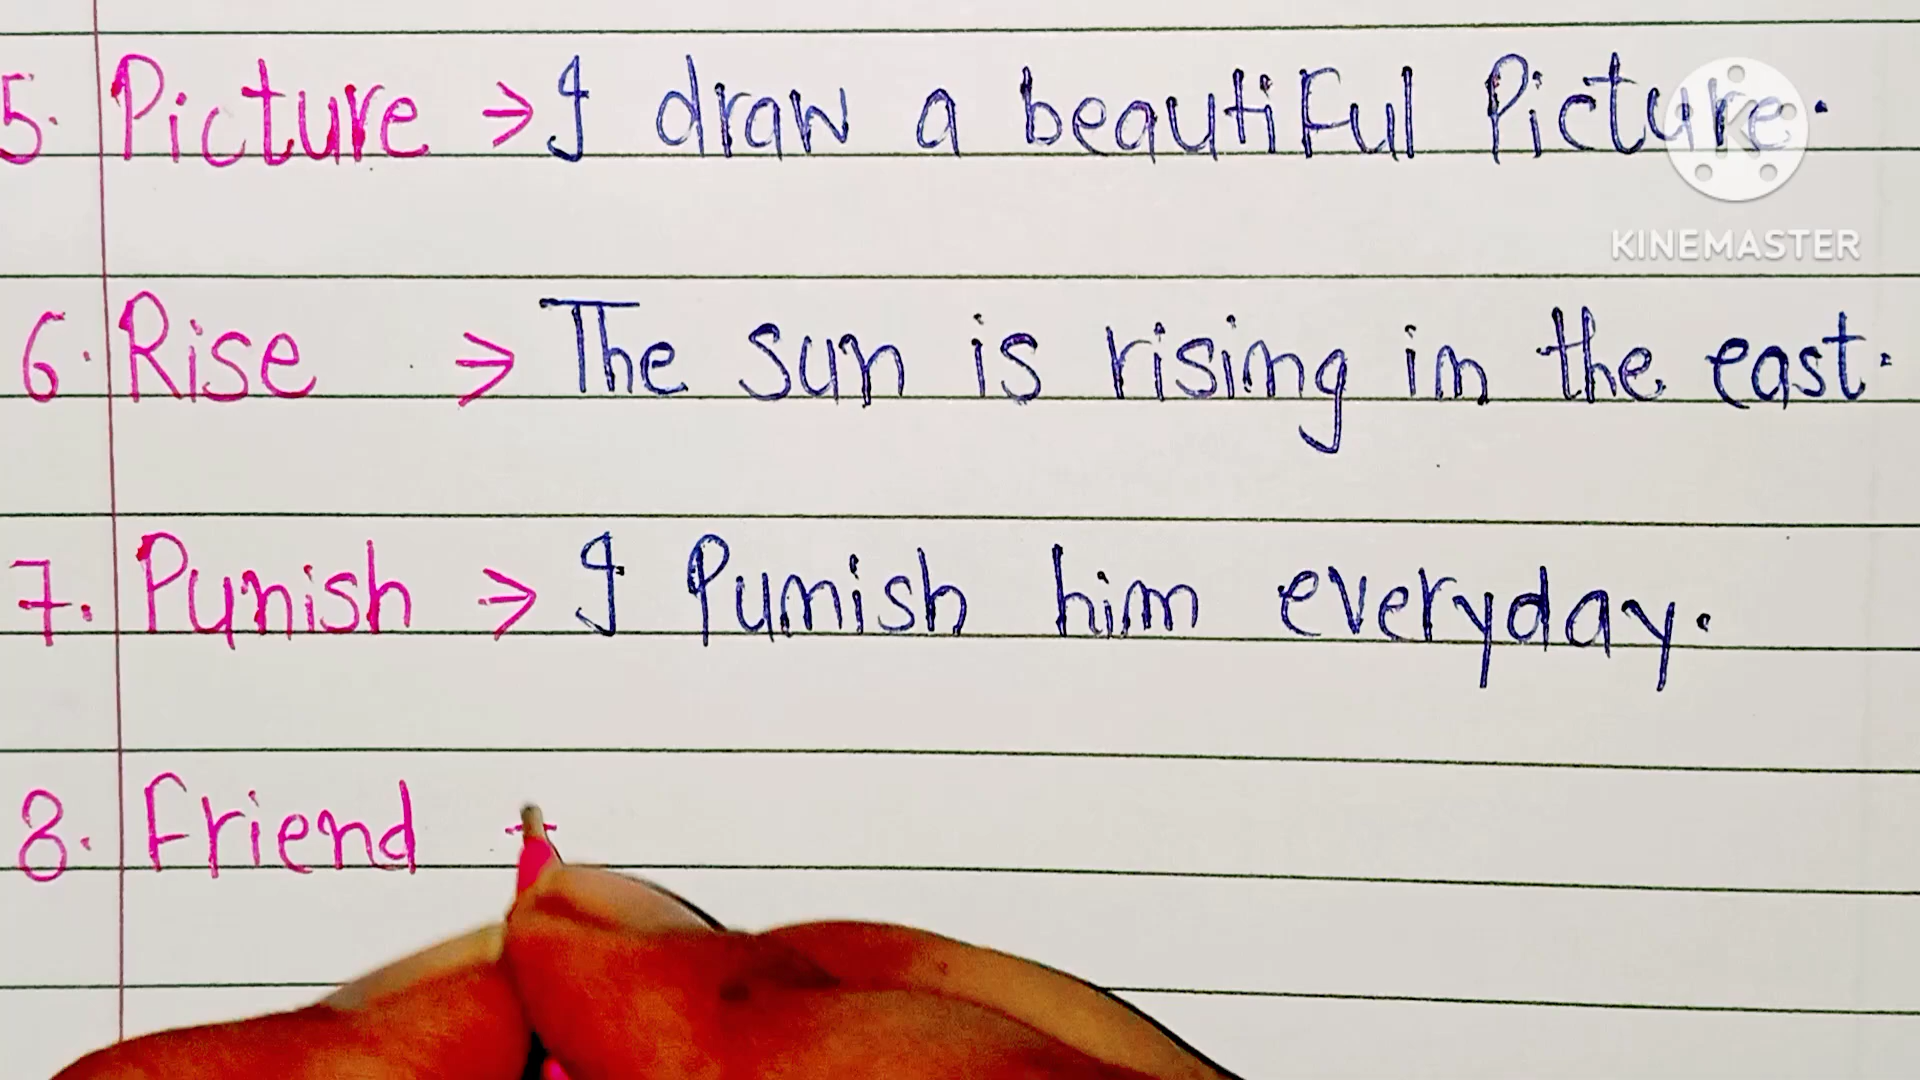 5. Picture → I draw a beautiful Picture.
KINEMASTER
6. Rise → The sun is rising in the east.
7. Punish → I Punish him everyday.
8. Friend